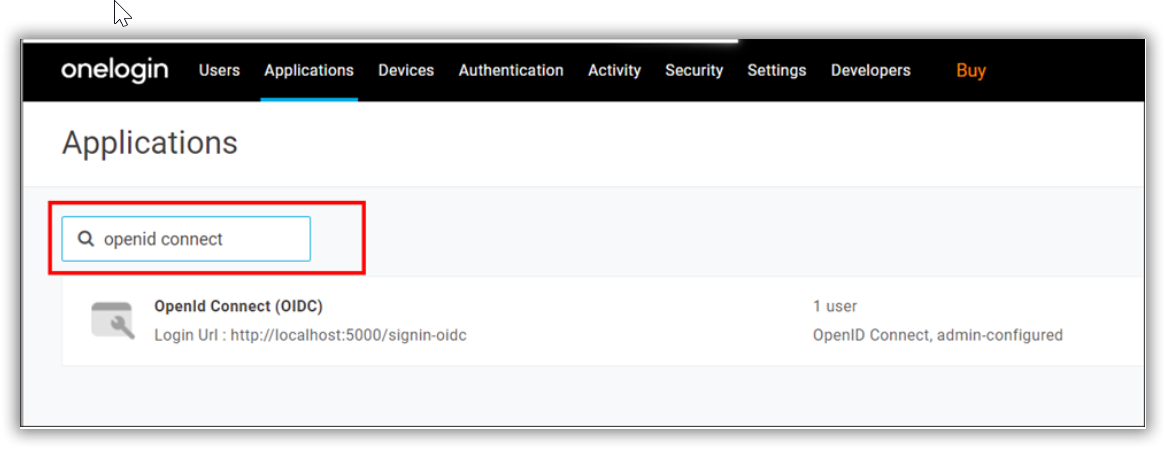 onelogin Users Applications Devices Authentication Activity Security Settings Developers Buy
Applications
openid connect
OpenId Connect (OIDC) 1 user
Login Url : http://localhost:5000/signin-oidc OpenID Connect, admin-configured